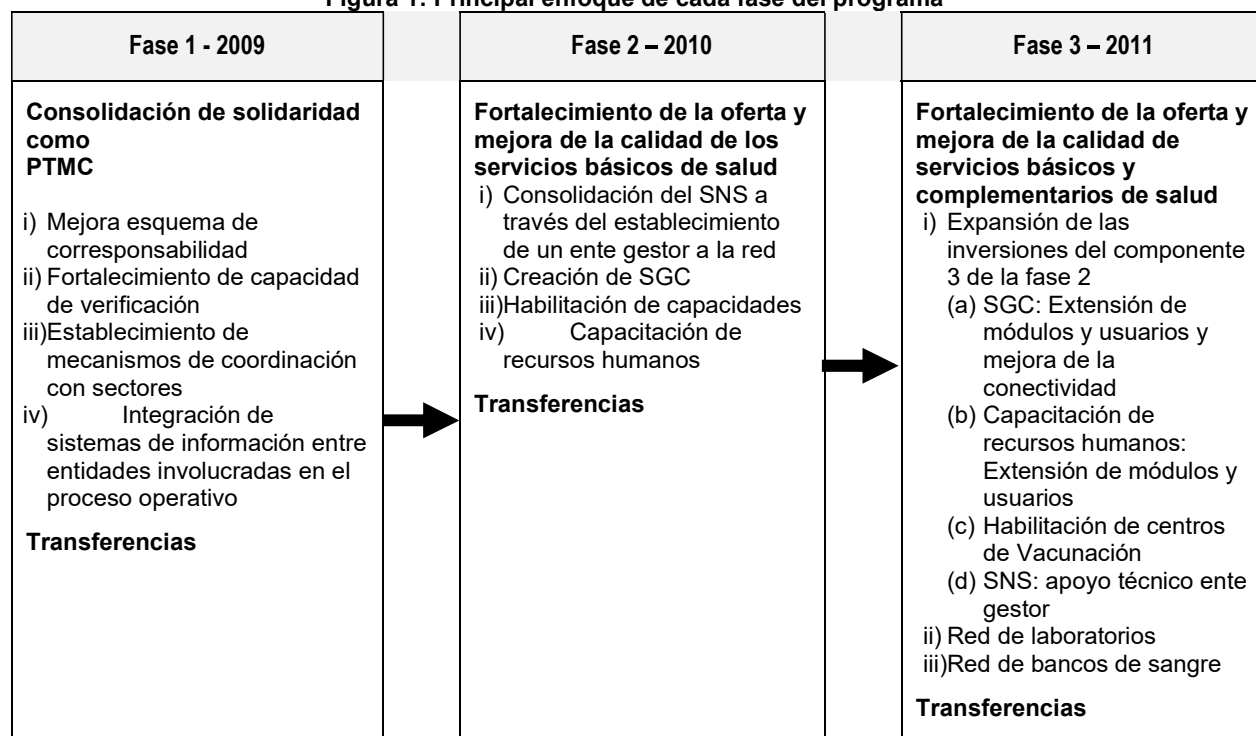 Figura 1. Principal enfoque de cada fase del programa
Fase 1 - 2009
Consolidación de solidaridad
como
PTMC
i) Mejora esquema de
corresponsabilidad
ii) Fortalecimiento de capacidad
de verificación
iii)Establecimiento de
mecanismos de coordinación
con sectores
iv) Integración de
sistemas de información entre
entidades involucradas en el
proceso operativo
Transferencias
Fase 2 – 2010
Fortalecimiento de la oferta y
mejora de la calidad de los
servicios básicos de salud
i) Consolidación del SNS a
través del establecimiento
de un ente gestor a la red
ii) Creación de SGC
iii)Habilitación de capacidades
iv) Capacitación de
recursos humanos
Transferencias
Fase 3 – 2011
Fortalecimiento de la oferta y
mejora de la calidad de
servicios básicos y
complementarios de salud
i) Expansión de las
inversiones del componente
3 de la fase 2
(a) SGC: Extensión de
módulos y usuarios y
mejora de la
conectividad
(b) Capacitación de
recursos humanos:
Extensión de módulos y
usuarios
(c) Habilitación de centros
de Vacunación
(d) SNS: apoyo técnico ente
gestor
ii) Red de laboratorios
iii)Red de bancos de sangre
Transferencias